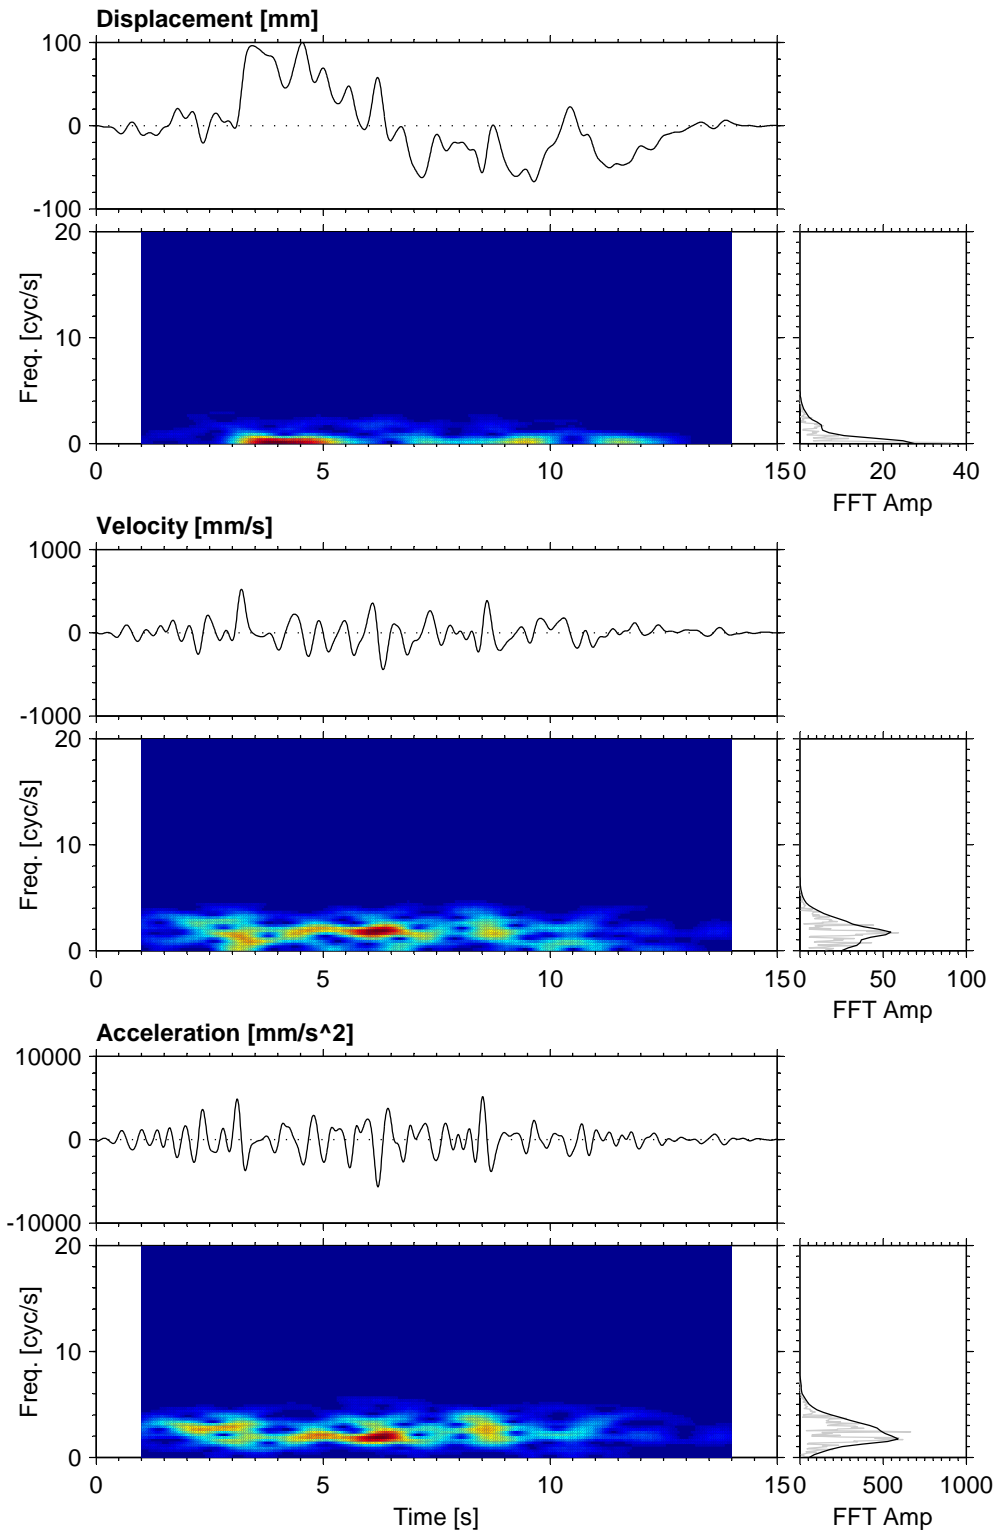 Displacement [mm]
100
0
-100
20
10
0
Freq. [cyc/s]
0 5 10 15
0 20 40
FFT Amp
Velocity [mm/s]
1000
0
-1000
20
10
0
Freq. [cyc/s]
0 5 10 15
0 50 100
FFT Amp
Acceleration [mm/s^2]
10000
0
-10000
20
10
0
Freq. [cyc/s]
0 5 10 15
0 500 1000
Time [s]
FFT Amp